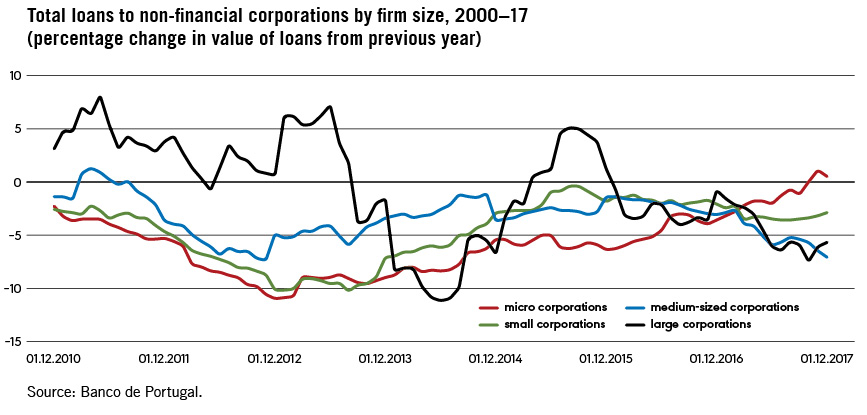 Total loans to non-financial corporations by firm size, 2000–17
(percentage change in value of loans from previous year)
10
5
0
-5
-10
-15
micro corporations
medium-sized corporations
small corporations
large corporations
01.12.2010 01.12.2011 01.12.2012 01.12.2013 01.12.2014 01.12.2015 01.12.2016 01.12.2017
Source: Banco de Portugal.